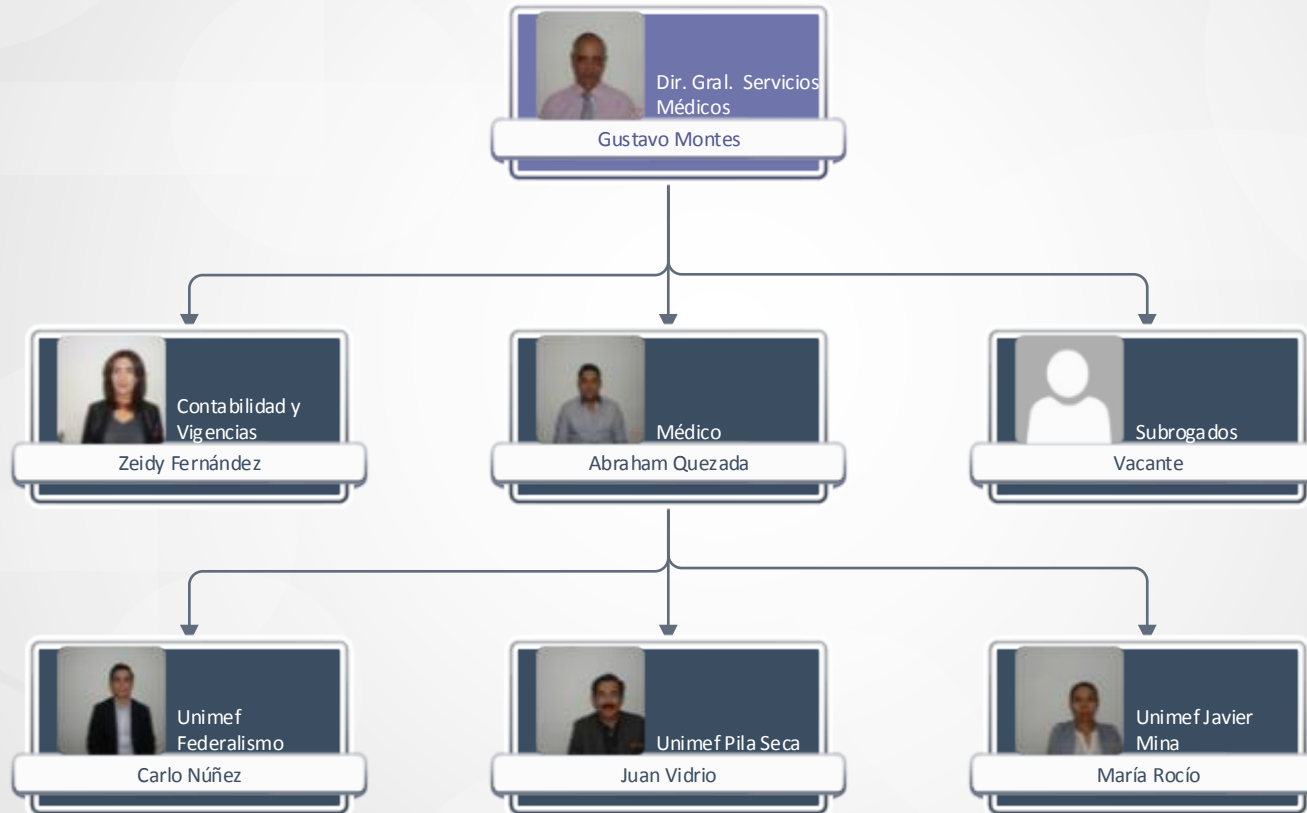 Dir. Gral. Servicios
Médicos
Gustavo Montes
Contabilidad y
Vigencias
Zeidy Fernández
Médico
Abraham Quezada
Subrogados
Vacante
Unimef
Federalismo
Carlo Núñez
Unimef Pila Seca
Juan Vidrio
Unimef Javier
Mina
María Rocío